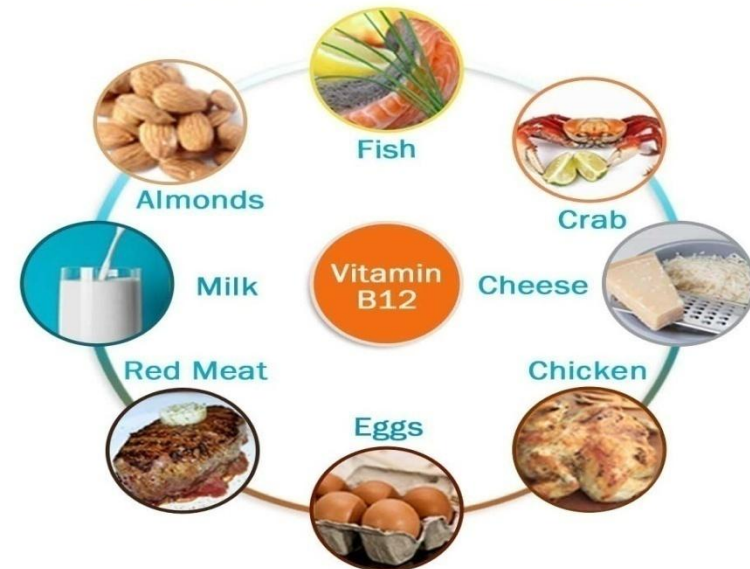 Fish
Almonds
Crab
Milk
Vitamin
B12
Cheese
Red Meat
Chicken
Eggs